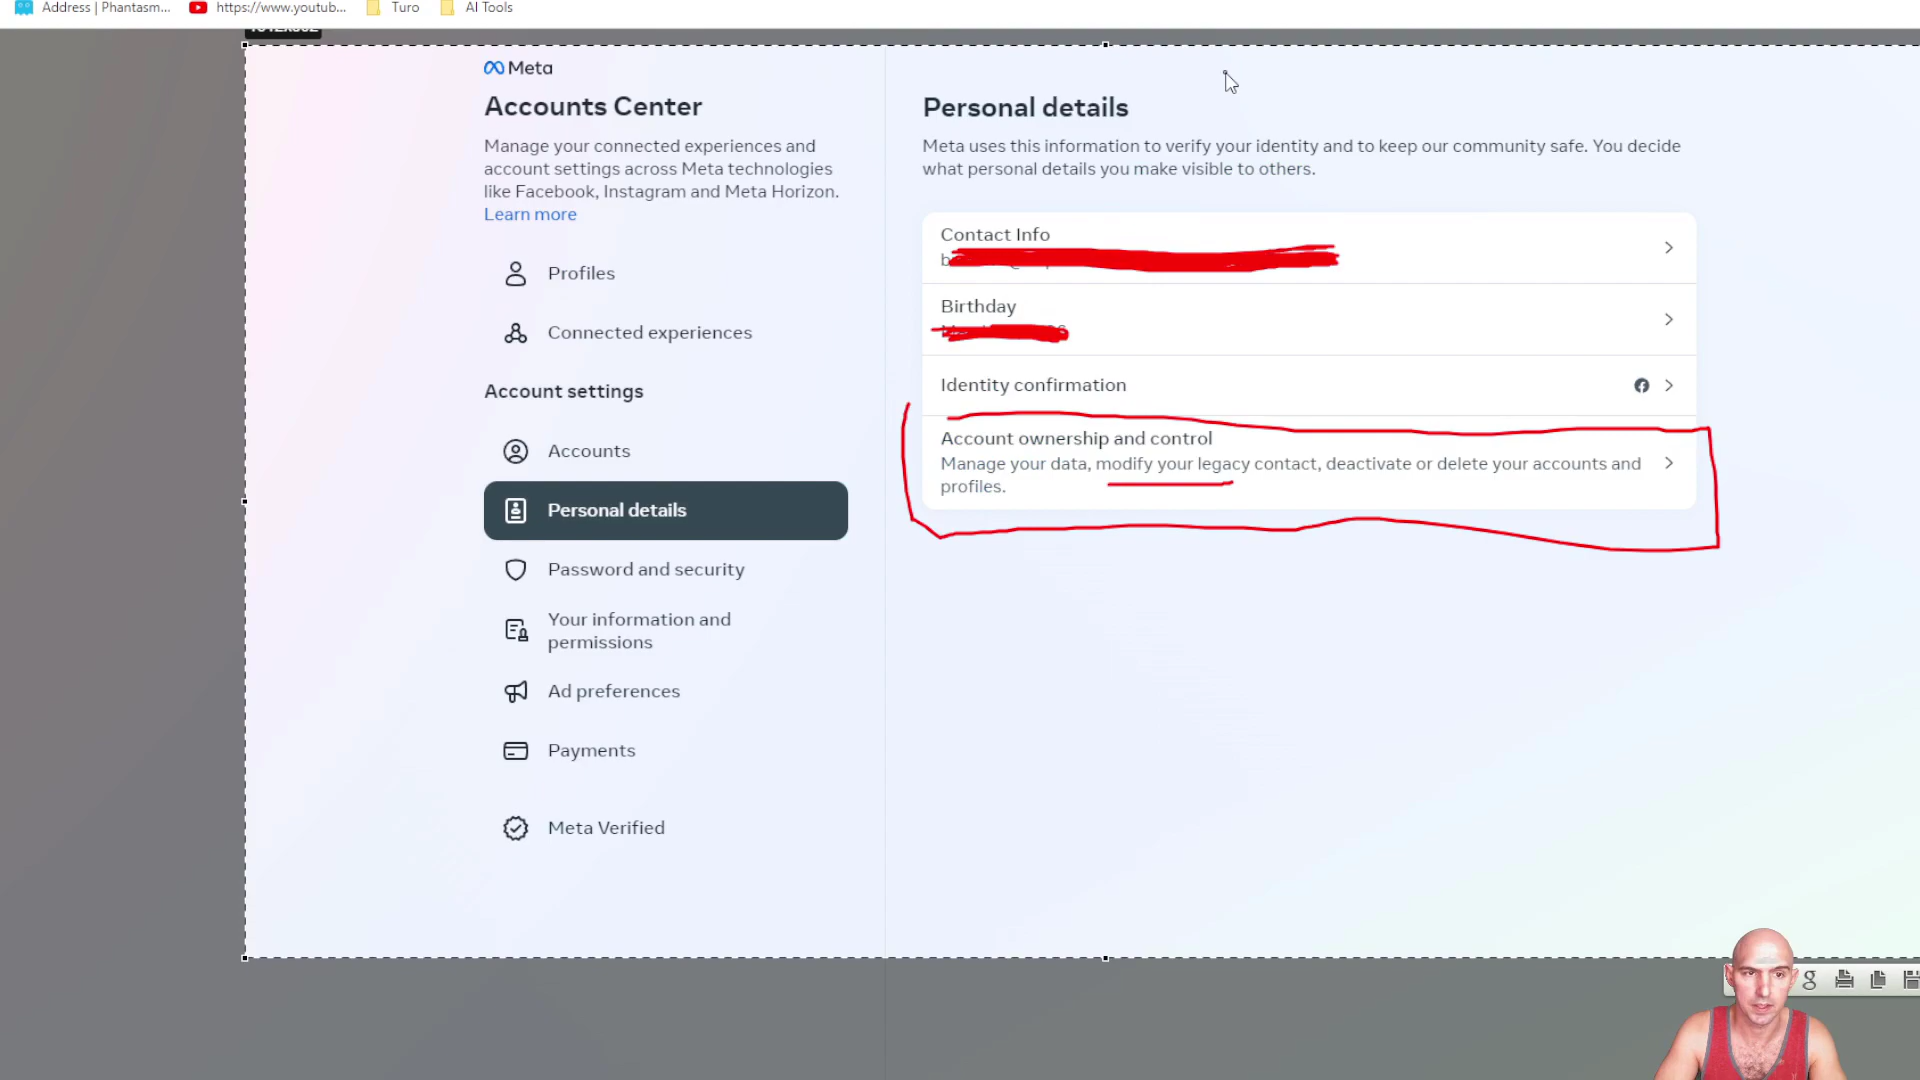 Address | Phantasm...
https://www.youtub...
Turo
AI Tools
Meta
Accounts Center
Manage your connected experiences and
account settings across Meta technologies
like Facebook, Instagram and Meta Horizon.
Learn more
Profiles
Connected experiences
Account settings
Accounts
Personal details
Password and security
Your information and
permissions
Ad preferences
Payments
Meta Verified
Personal details
Meta uses this information to verify your identity and to keep our community safe. You decide
what personal details you make visible to others.
Contact Info
Birthday
Identity confirmation
Account ownership and control
Manage your data, modify your legacy contact, deactivate or delete your accounts and
profiles.